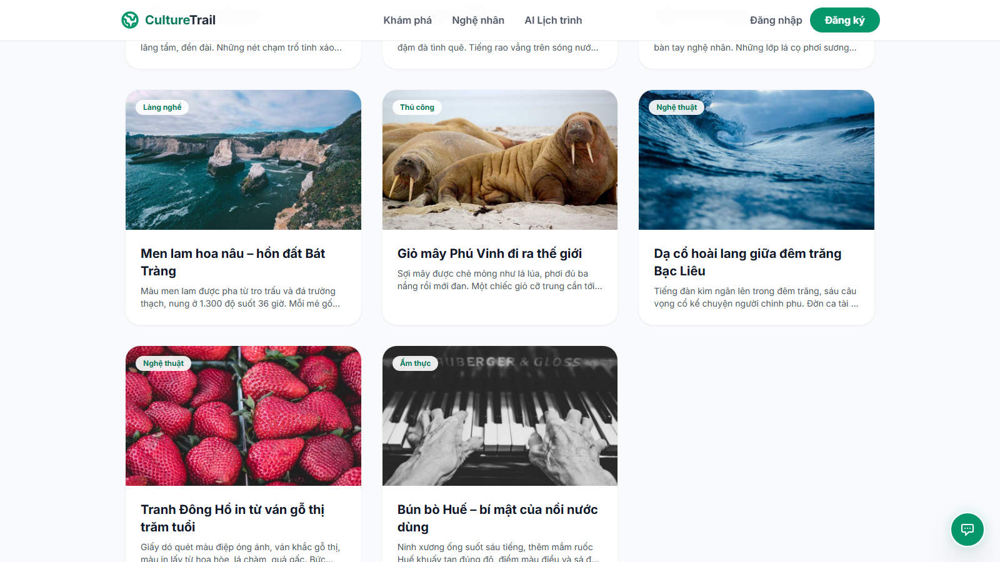 CultureTrail
Khám phá
Nghệ nhân
AI Lịch trình
Đăng nhập
Đăng ký
lăng tẩm, đền đài. Những nét chạm trổ tinh xảo...
đậm đà tình quê. Tiếng rao vẳng trên sóng nướ...
bàn tay nghệ nhân. Những lớp lá cọ phơi sương...
Làng nghề
Men lam hoa nâu – hồn đất Bát
Tràng
Màu men lam được pha từ tro trấu và đá trường
thạch, nung ở 1.300 độ suốt 36 giờ. Mỗi mẻ gố...
Thủ công
Giỏ mây Phú Vinh đi ra thế giới
Sợi mây được chẻ mỏng như lá lúa, phơi đủ ba
nắng rồi mới đan. Một chiếc giỏ cỡ trung cần tới...
Nghệ thuật
Dạ cổ hoài lang giữa đêm trăng
Bạc Liêu
Tiếng đàn kìm ngân lên trong đêm trăng, sáu câu
vọng cổ kể chuyện người chinh phu. Đờn ca tài ...
Nghệ thuật
Tranh Đông Hồ in từ ván gỗ thị
trăm tuổi
Giấy dó quét màu điệp óng ánh, ván khắc gỗ thị,
màu in lấy từ hoa hòe, lá chàm, quả gấc. Bức...
Ẩm thực
UBERGER & GLOSS
Bún bò Huế – bí mật của nồi nước
dùng
Ninh xương ống suốt sáu tiếng, thêm mắm ruốc
Huế khuấy tan đúng độ, điểm màu điều và sả đ...